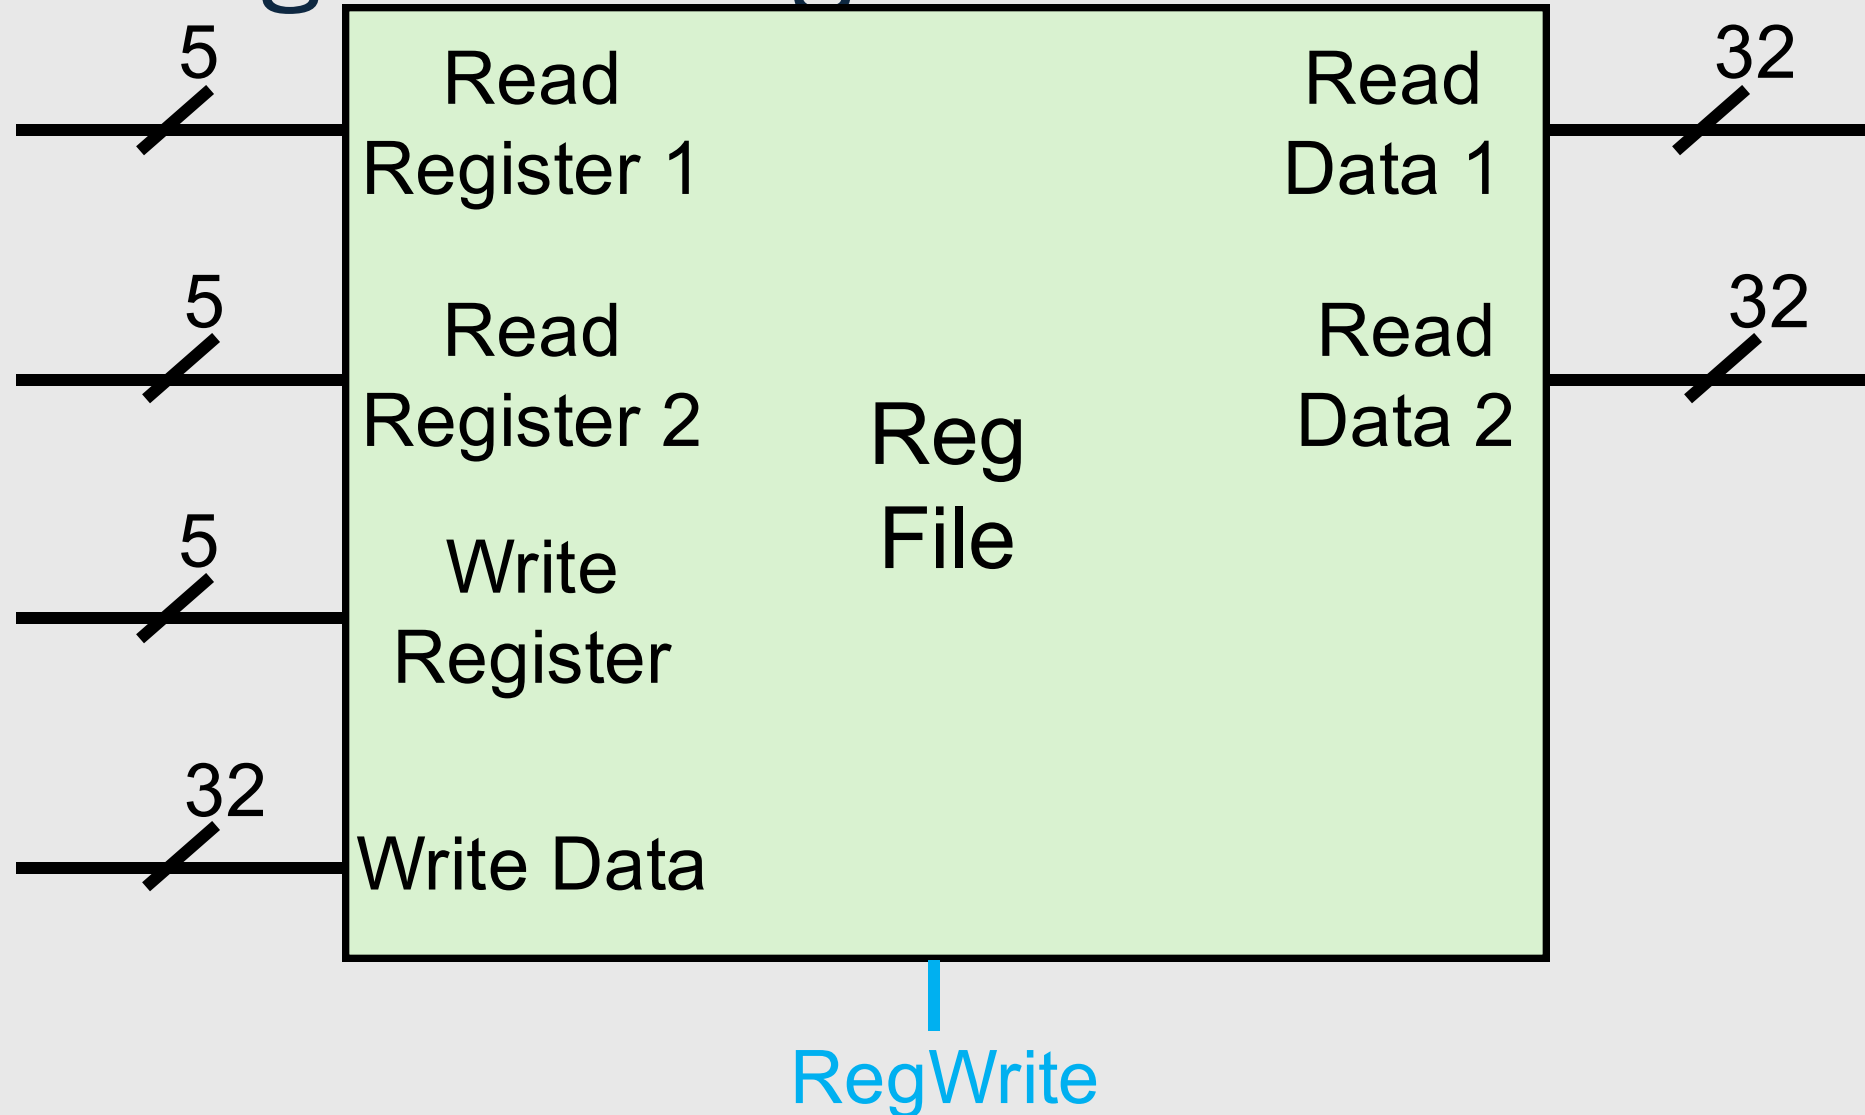 5
Read
Register 1
Read
Data 1
32
5
Read
Register 2
Read
Data 2
32
Reg
File
5
Write
Register
32
Write Data
RegWrite